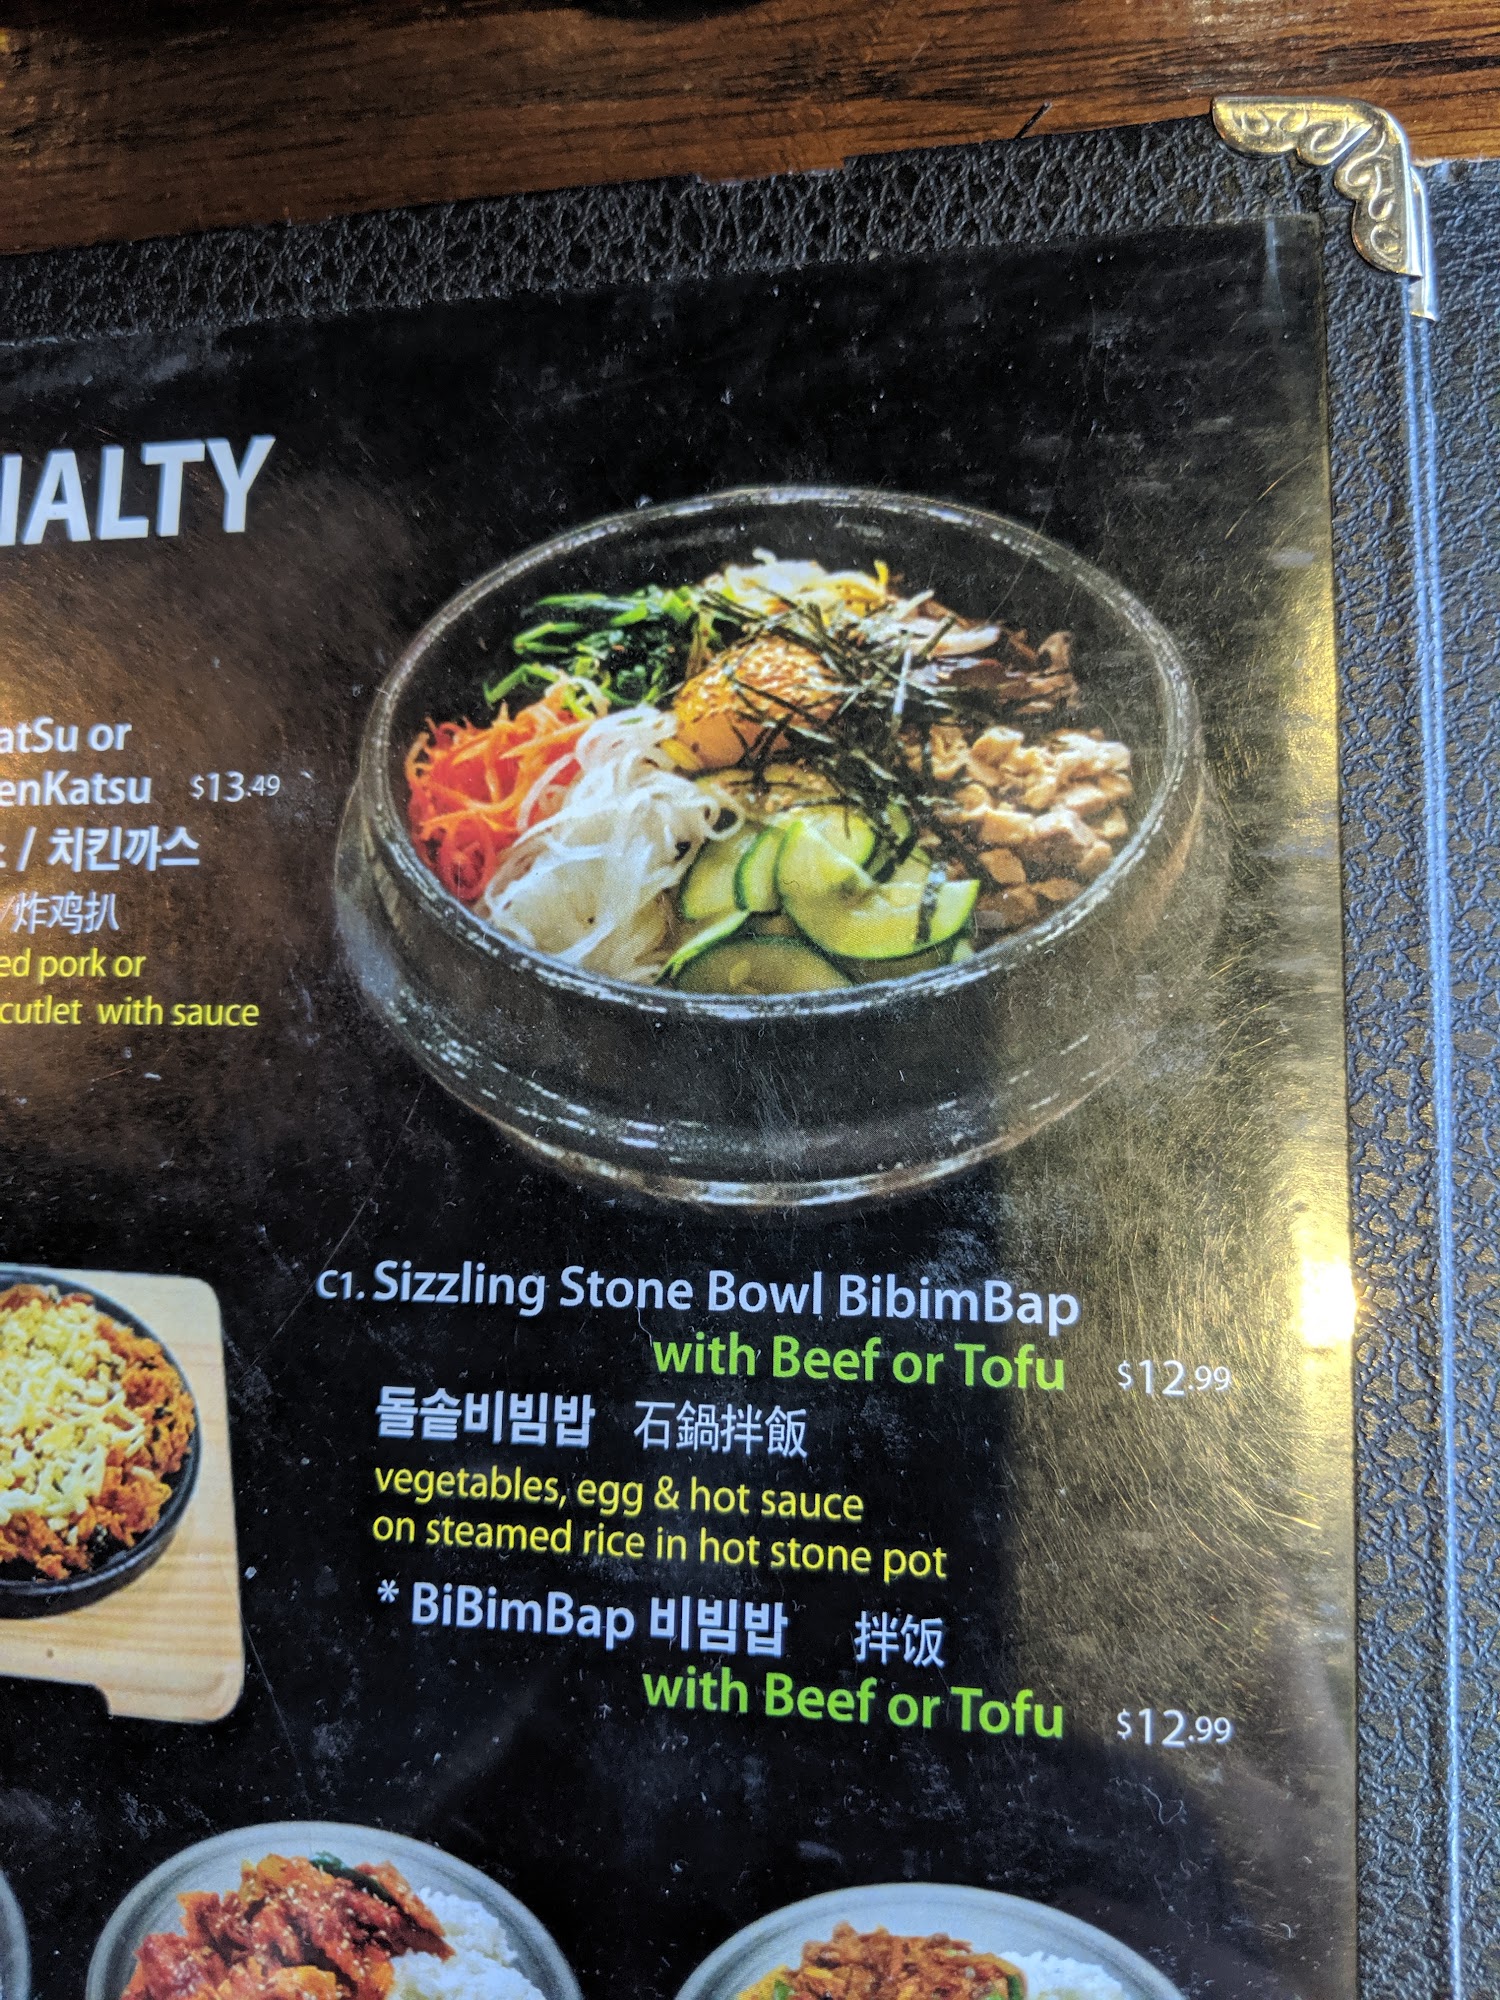 IALTY
atSu or
enKatsu $13.49
/ 치킨까스
/炸鸡扒
ed pork or
cutlet with sauce
C1. Sizzling Stone Bowl BibimBap
with Beef or Tofu $12.99
돌솥비빔밥 石鍋拌飯
vegetables, egg & hot sauce
on steamed rice in hot stone pot
* BiBimBap 비빔밥 拌饭
with Beef or Tofu $12.99